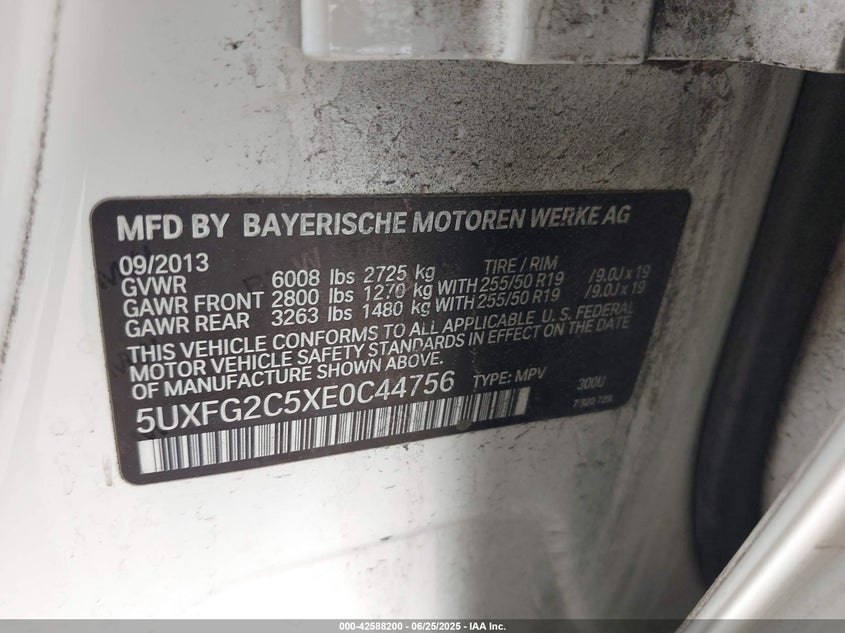 MFD BY BAYERISCHE MOTOREN WERKE AG
09/2013 TIRE / RIM
GVWR 6008 lbs 2725 kg
GAWR FRONT 2800 lbs 1270 kg WITH 255/50 R19 /9.0J x 19
GAWR REAR 3263 lbs 1480 kg WITH 255/50 R19 /9.0J x 19
THIS VEHICLE CONFORMS TO ALL APPLICABLE U.S. FEDERAL
MOTOR VEHICLE SAFETY STANDARDS IN EFFECT ON THE DATE
OF MANUFACTURE SHOWN ABOVE.
5UXFG2C5XE0C44756 TYPE: MPV 300U
7 320 729
000-42588200 - 06/25/2025 - IAA Inc.